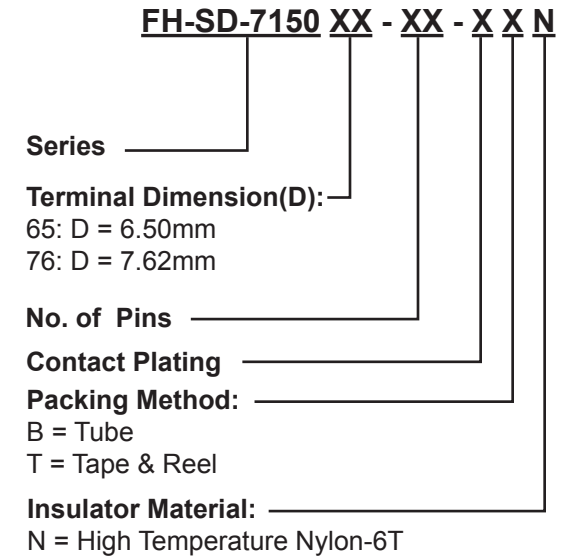 FH-SD-7150 XX - XX - X X N
Series
Terminal Dimension(D):
65: D = 6.50mm
76: D = 7.62mm
No. of Pins
Contact Plating
Packing Method:
B = Tube
T = Tape & Reel
Insulator Material:
N = High Temperature Nylon-6T